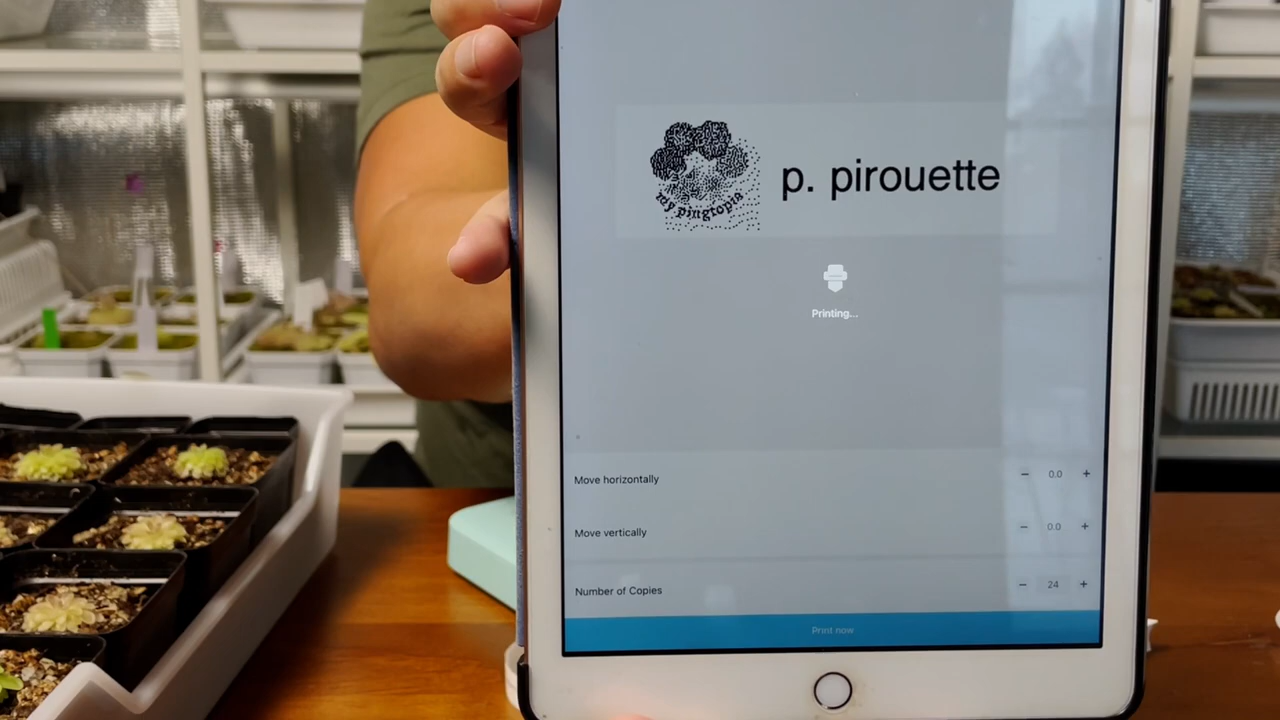 p. pirouette
my pingtopia
Printing...
Move horizontally
- 0.0 +
Move vertically
- 0.0 +
Number of Copies
- 24 +
Print now